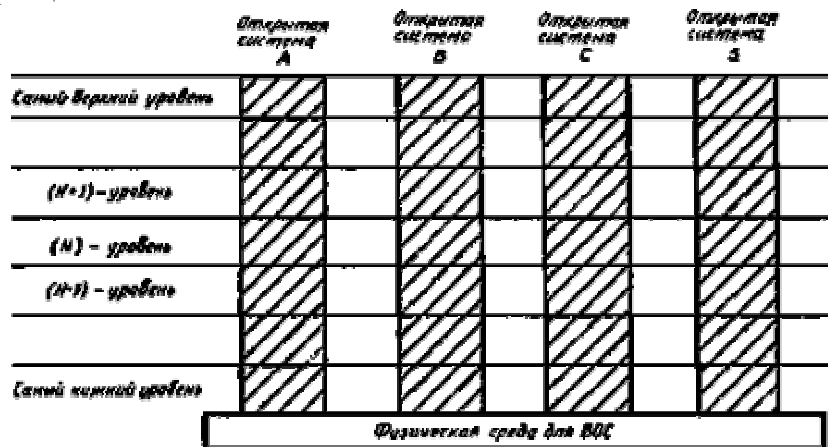 Открытая система A
Открытая система B
Открытая система C
Открытая система
Самый верхний уровень
(N+1)-уровень
(N) - уровень
(N-1) - уровень
Самый нижний уровень
Физическая среда для ВОС